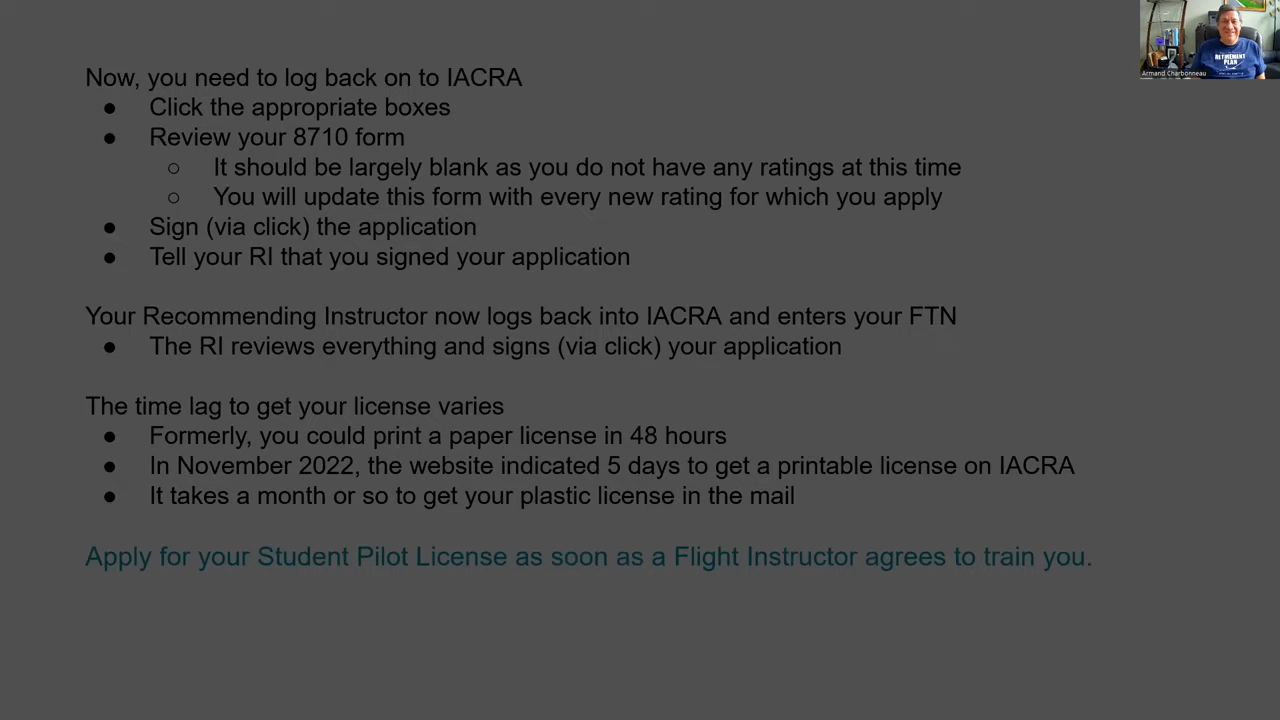 Now, you need to log back on to IACRA
● Click the appropriate boxes
● Review your 8710 form
○ It should be largely blank as you do not have any ratings at this time
○ You will update this form with every new rating for which you apply
● Sign (via click) the application
● Tell your RI that you signed your application
Your Recommending Instructor now logs back into IACRA and enters your FTN
● The RI reviews everything and signs (via click) your application
The time lag to get your license varies
● Formerly, you could print a paper license in 48 hours
● In November 2022, the website indicated 5 days to get a printable license on IACRA
● It takes a month or so to get your plastic license in the mail
Apply for your Student Pilot License as soon as a Flight Instructor agrees to train you.
RETIREMENT
PLAN
Armand Charbonneau